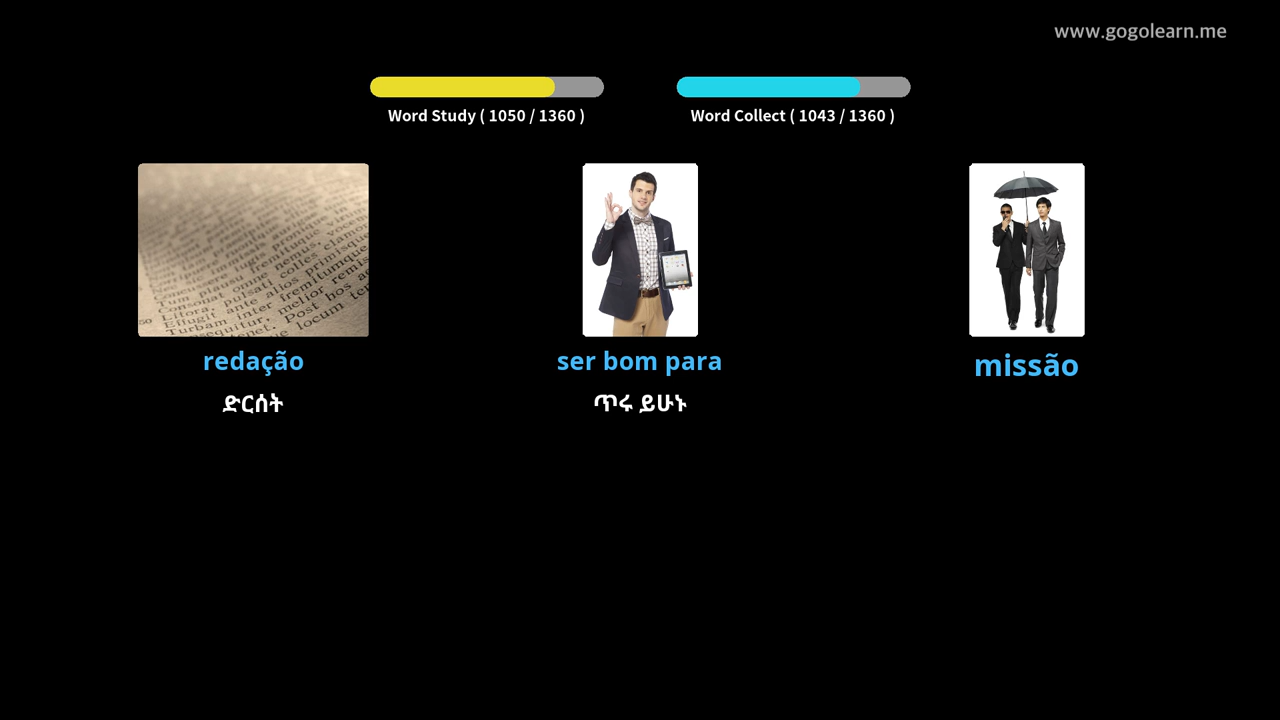 www.gogolearn.me
Word Study ( 1050 / 1360 )
Word Collect ( 1043 / 1360 )
redação
ድርሰት
ser bom para
ጥሩ ይሁኑ
missão